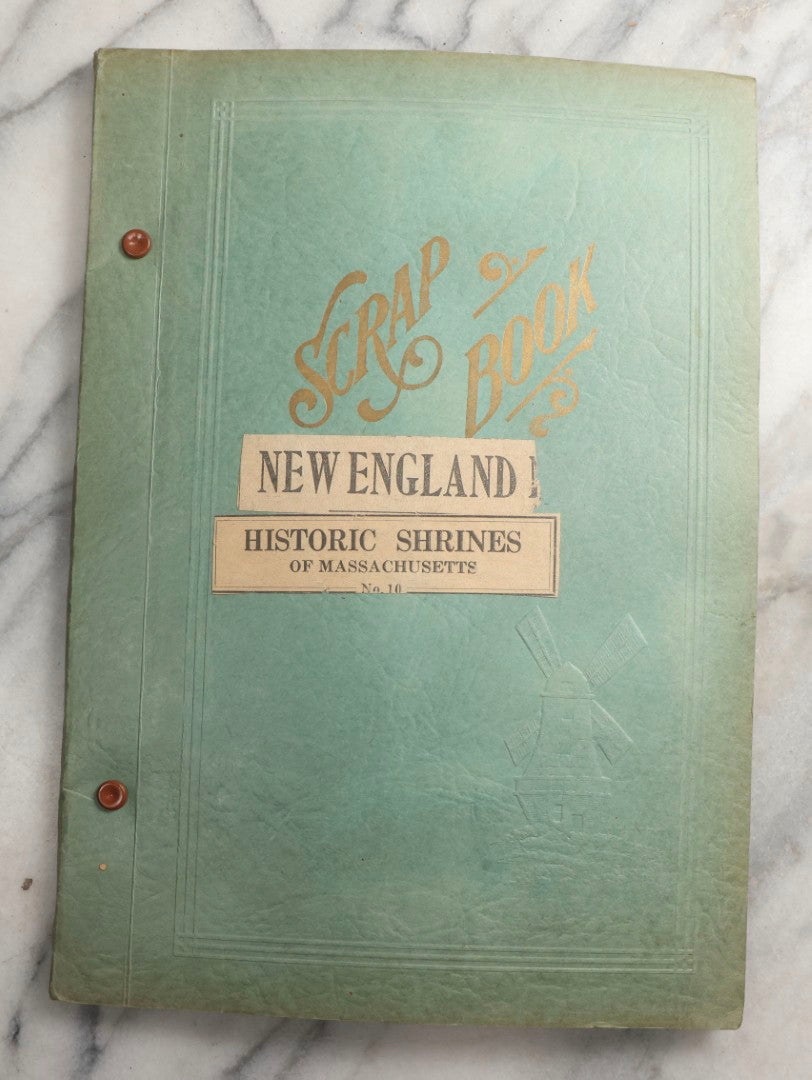 SCRAP
BOOK
NEW ENGLAND
HISTORIC SHRINES
OF MASSACHUSETTS
No. 10